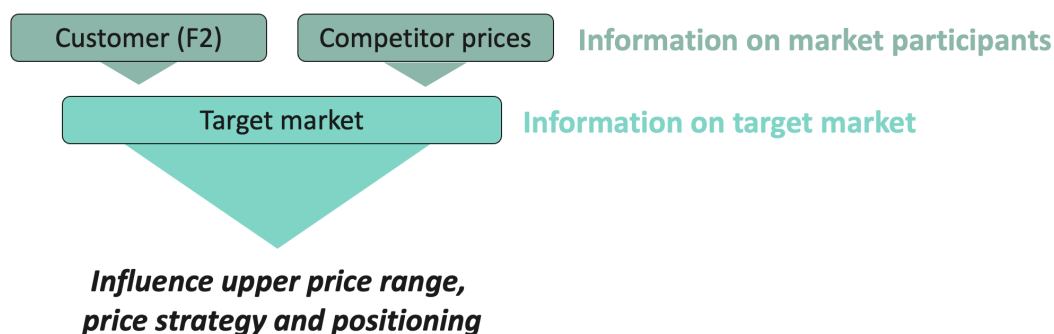 Customer (F2)
Competitor prices
Information on market participants
Target market
Information on target market
Influence upper price range,
price strategy and positioning